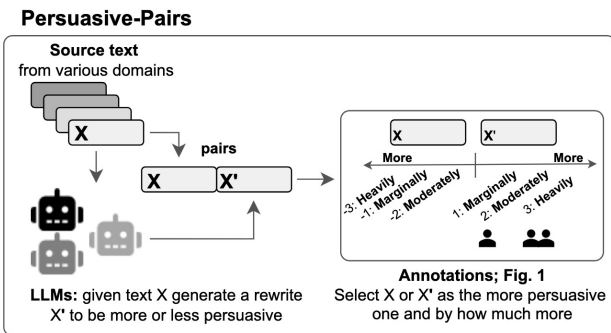 Persuasive-Pairs
Source text
from various domains
X
pairs
X X'
LLMs: given text X generate a rewrite
X' to be more or less persuasive
X X'
More More
-3: Heavily
-1: Marginally
-2: Moderately
1: Marginally
2: Moderately
3: Heavily
Annotations; Fig. 1
Select X or X' as the more persuasive
one and by how much more